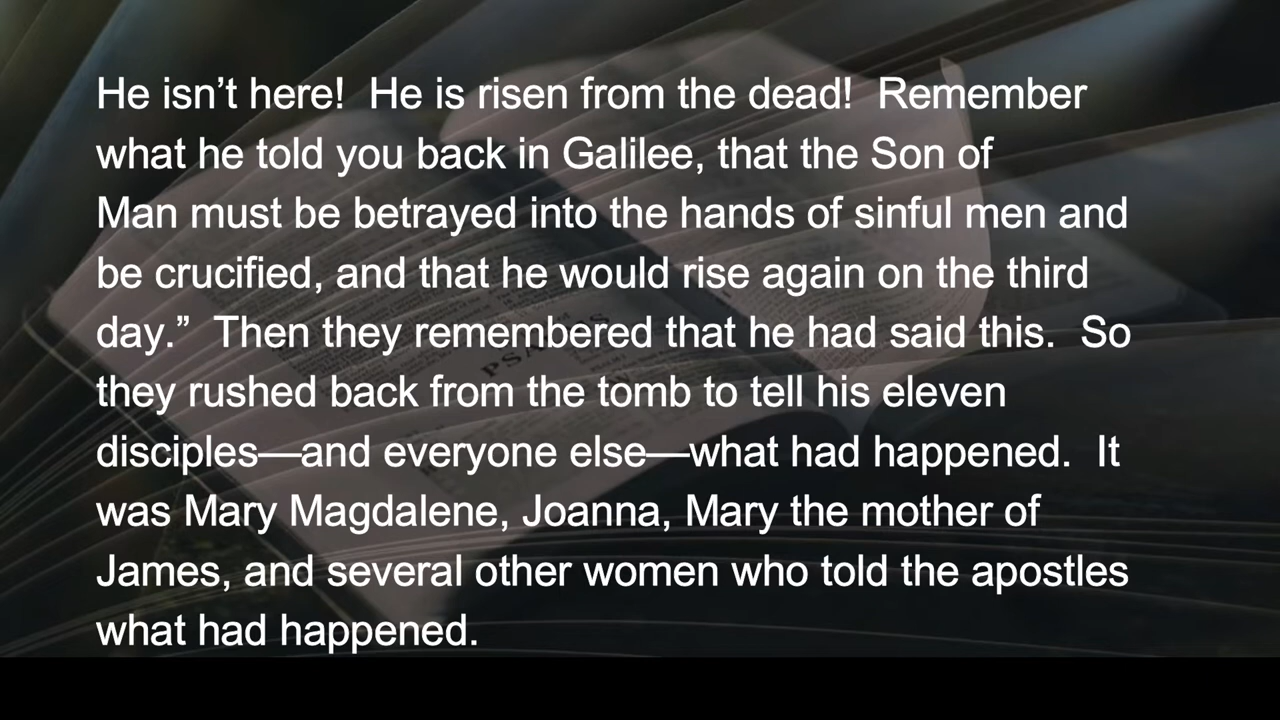 He isn’t here!  He is risen from the dead!  Remember
what he told you back in Galilee, that the Son of
Man must be betrayed into the hands of sinful men and
be crucified, and that he would rise again on the third
day.”  Then they remembered that he had said this.  So
they rushed back from the tomb to tell his eleven
disciples—and everyone else—what had happened.  It
was Mary Magdalene, Joanna, Mary the mother of
James, and several other women who told the apostles
what had happened.
PSALMS